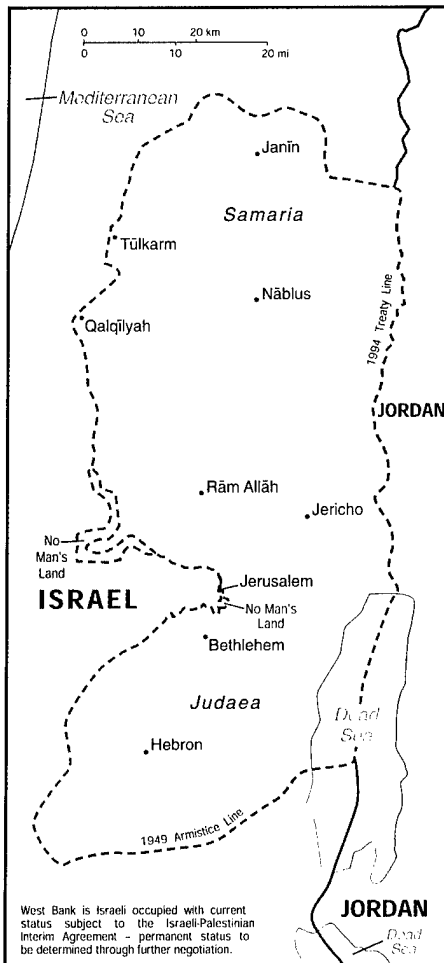 0 10 20 km
0 10 20 mi
Mediterranean
Sea
Janīn
Samaria
Tūlkarm
Nāblus
Qalqīlyah
1994 Treaty Line
JORDAN
Rām Allāh
Jericho
No
Man's
Land
Jerusalem
ISRAEL
No Man's
Land
Bethlehem
Judaea
Dead
Sea
Hebron
1949 Armistice Line
West Bank is Israeli occupied with current
status subject to the Israeli-Palestinian
Interim Agreement – permanent status to
be determined through further negotiation.
JORDAN
Dead
Sea